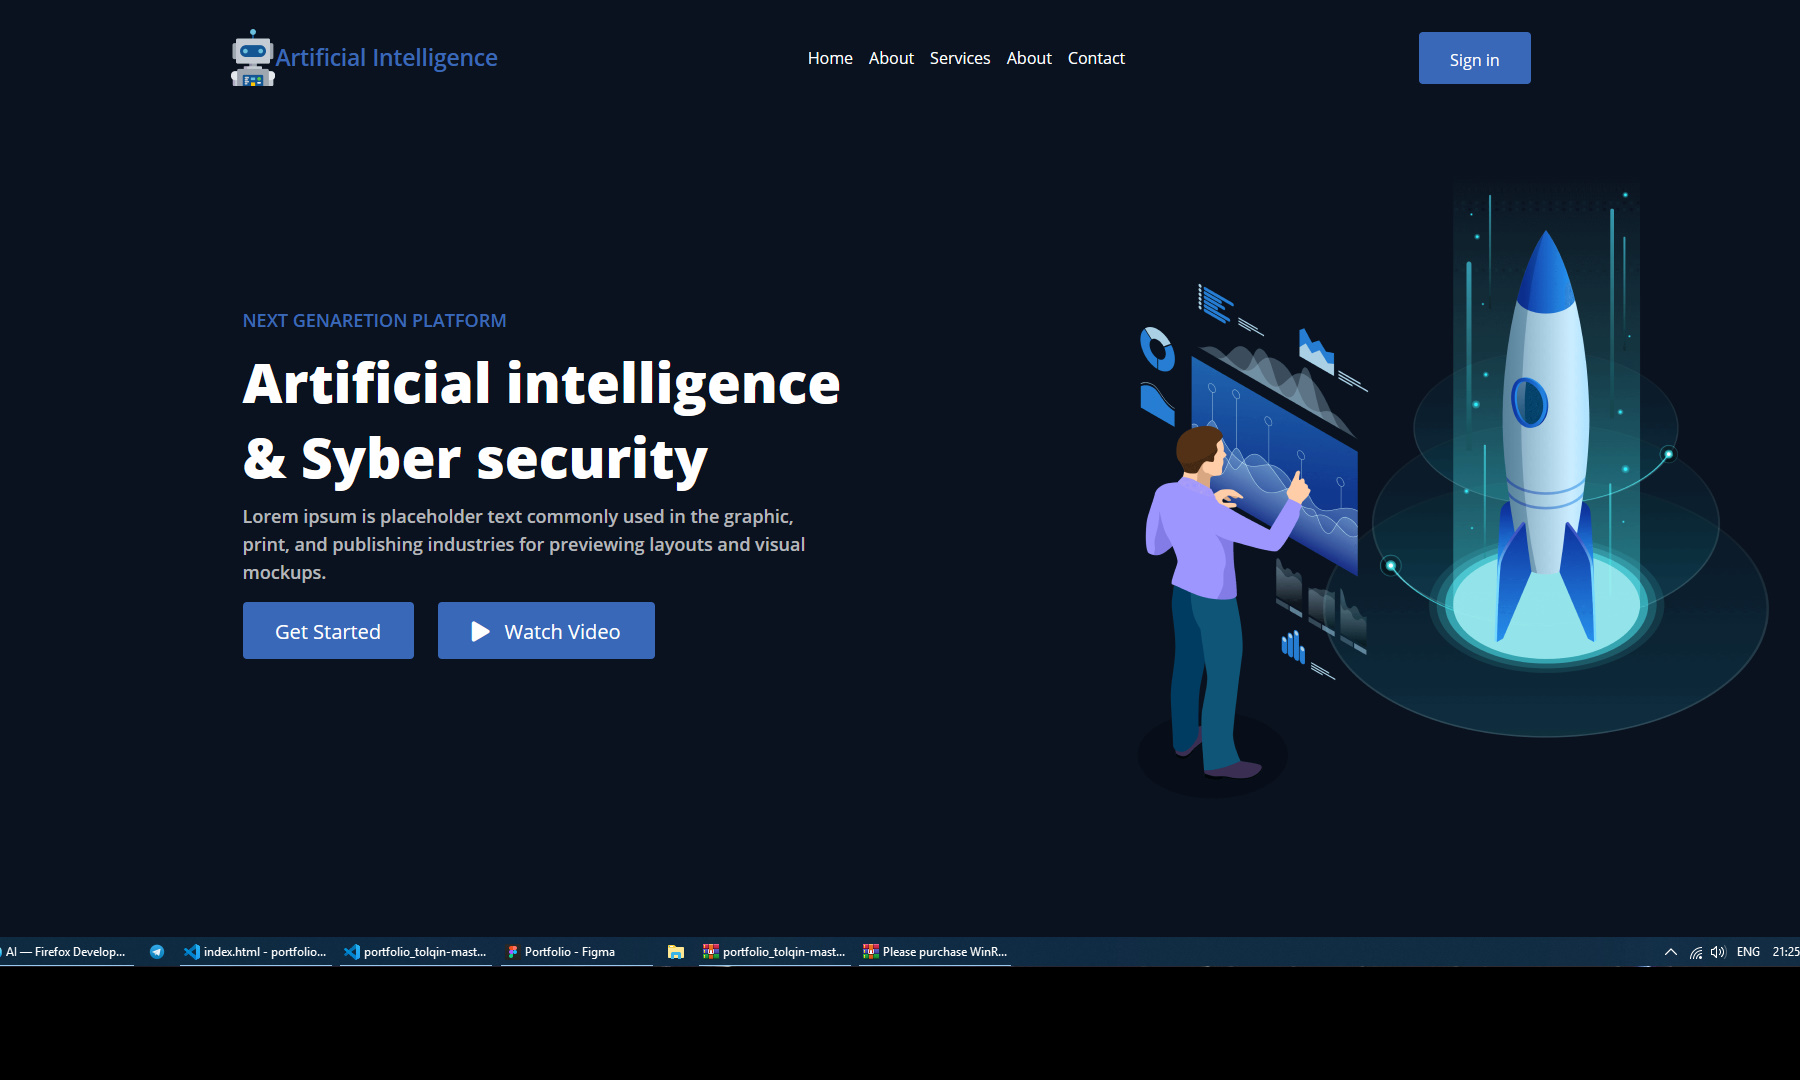 Artificial Intelligence
Home About Services About Contact
Sign in
NEXT GENARETION PLATFORM
Artificial intelligence
& Syber security
Lorem ipsum is placeholder text commonly used in the graphic,
print, and publishing industries for previewing layouts and visual
mockups.
Get Started
Watch Video
AI — Firefox Develop...
index.html - portfolio...
portfolio_tolqin-mast...
Portfolio - Figma
portfolio_tolqin-mast...
Please purchase WinR...
ENG
21:25